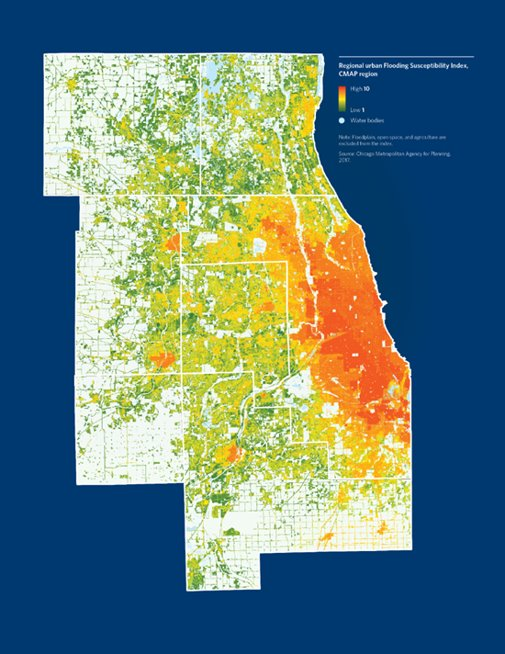 Regional urban Flooding Susceptibility Index,
CMAP region
High 10
Low 1
Water bodies
Note: Floodplain, open space, and agriculture are
excluded from the index.
Source: Chicago Metropolitan Agency for Planning,
2017.